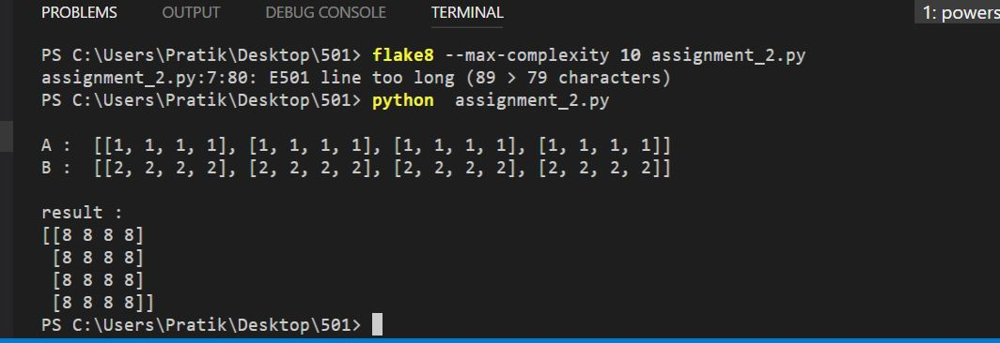 PROBLEMS OUTPUT DEBUG CONSOLE TERMINAL 1: powers
PS C:\Users\Pratik\Desktop\501> flake8 --max-complexity 10 assignment_2.py
assignment_2.py:7:80: E501 line too long (89 > 79 characters)
PS C:\Users\Pratik\Desktop\501> python  assignment_2.py
A :  [[1, 1, 1, 1], [1, 1, 1, 1], [1, 1, 1, 1], [1, 1, 1, 1]]
B :  [[2, 2, 2, 2], [2, 2, 2, 2], [2, 2, 2, 2], [2, 2, 2, 2]]
result :
[[8 8 8 8]
 [8 8 8 8]
 [8 8 8 8]
 [8 8 8 8]]
PS C:\Users\Pratik\Desktop\501>